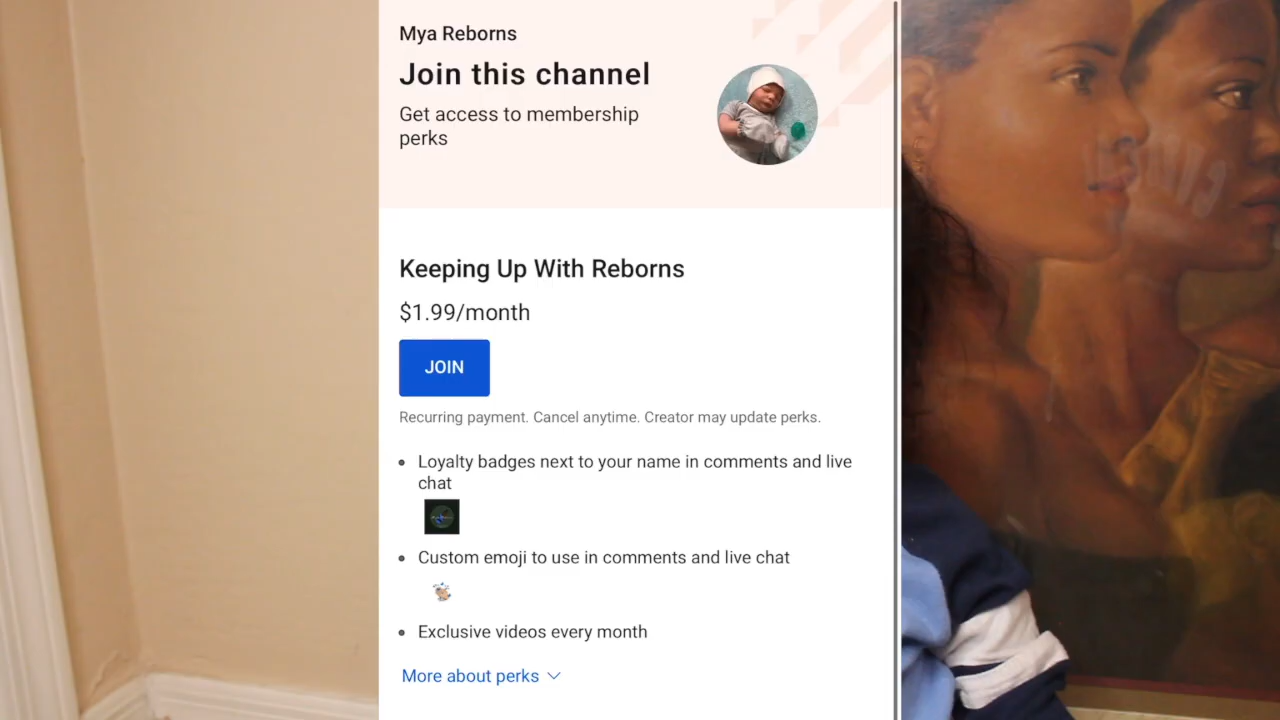 Mya Reborns
Join this channel
Get access to membership
perks
Keeping Up With Reborns
$1.99/month
JOIN
Recurring payment. Cancel anytime. Creator may update perks.
Loyalty badges next to your name in comments and live
chat
Custom emoji to use in comments and live chat
Exclusive videos every month
More about perks